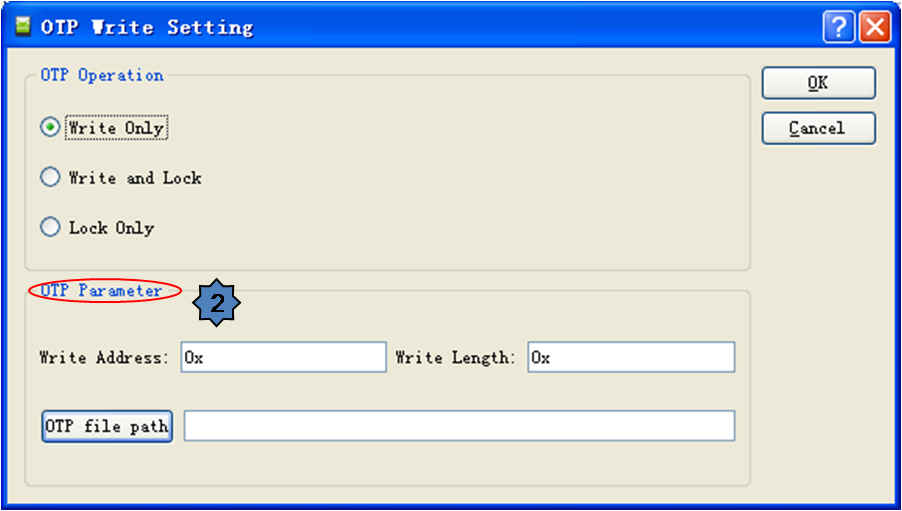 OTP Write Setting
?
OTP Operation
OK
Write Only
Cancel
Write and Lock
Lock Only
OTP Parameter
2
Write Address: 0x Write Length: 0x
OTP file path